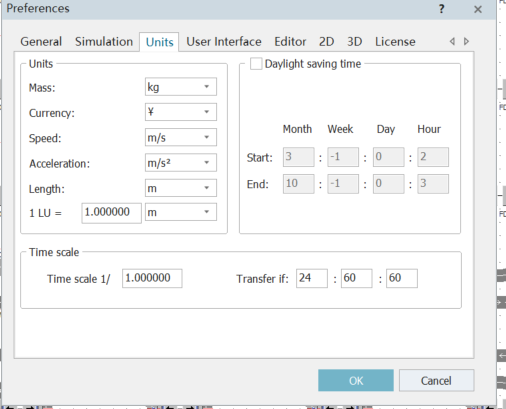 Preferences ? ×
General Simulation Units User Interface Editor 2D 3D License
Units
Mass: kg
Currency: ¥
Speed: m/s
Acceleration: m/s²
Length: m
1 LU = 1.000000 m
Daylight saving time
Month Week Day Hour
Start: 3 : -1 : 0 : 2
End: 10 : -1 : 0 : 3
Time scale
Time scale 1/ 1.000000 Transfer if: 24 : 60 : 60
OK Cancel